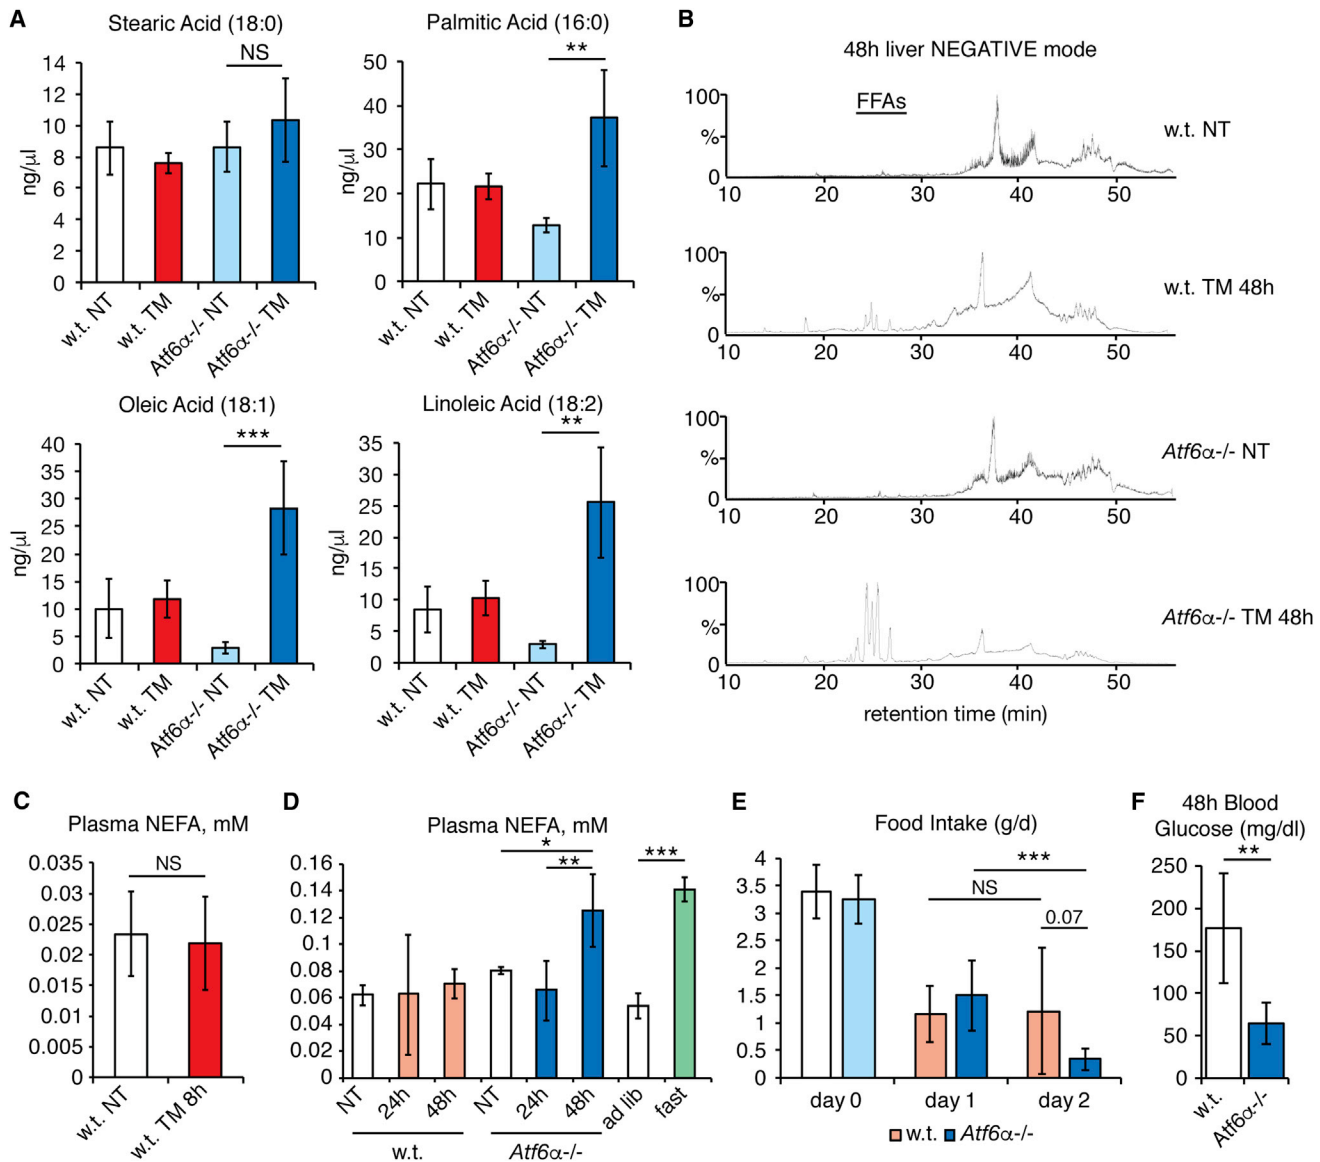 A
Stearic Acid (18:0)
NS
14
12
10
8
6
4
2
0
ng/μl
w.t. NT
w.t. TM
Atf6α-/- NT
Atf6α-/- TM
Palmitic Acid (16:0)
**
50
40
30
20
10
0
ng/μl
w.t. NT
w.t. TM
Atf6α-/- NT
Atf6α-/- TM
Oleic Acid (18:1)
***
40
35
30
25
20
15
10
5
0
ng/μl
w.t. NT
w.t. TM
Atf6α-/- NT
Atf6α-/- TM
Linoleic Acid (18:2)
**
35
30
25
20
15
10
5
0
ng/μl
w.t. NT
w.t. TM
Atf6α-/- NT
Atf6α-/- TM
B
48h liver NEGATIVE mode
FFAs
100
%
0
10 20 30 40 50
w.t. NT
100
%
0
10 20 30 40 50
w.t. TM 48h
100
%
0
10 20 30 40 50
Atf6α-/- NT
100
%
0
10 20 30 40 50
Atf6α-/- TM 48h
retention time (min)
C
Plasma NEFA, mM
NS
0.035
0.03
0.025
0.02
0.015
0.01
0.005
0
w.t. NT
w.t. TM 8h
D
Plasma NEFA, mM
*
**
***
0.16
0.14
0.12
0.1
0.08
0.06
0.04
0.02
0
NT
24h
48h
NT
24h
48h
ad lib
fast
w.t.
Atf6α-/-
E
Food Intake (g/d)
***
NS
0.07
4
3.5
3
2.5
2
1.5
1
0.5
0
day 0
day 1
day 2
w.t. Atf6α-/-
F
48h Blood
Glucose (mg/dl)
**
250
200
150
100
50
0
w.t.
Atf6α-/-